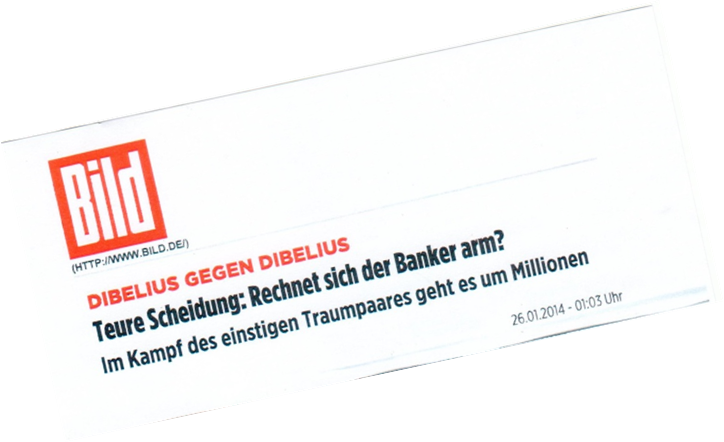 Bild
(HTTP://WWW.BILD.DE/)
DIBELIUS GEGEN DIBELIUS
Teure Scheidung: Rechnet sich der Banker arm?
Im Kampf des einstigen Traumpaares geht es um Millionen
26.01.2014 - 01:03 Uhr